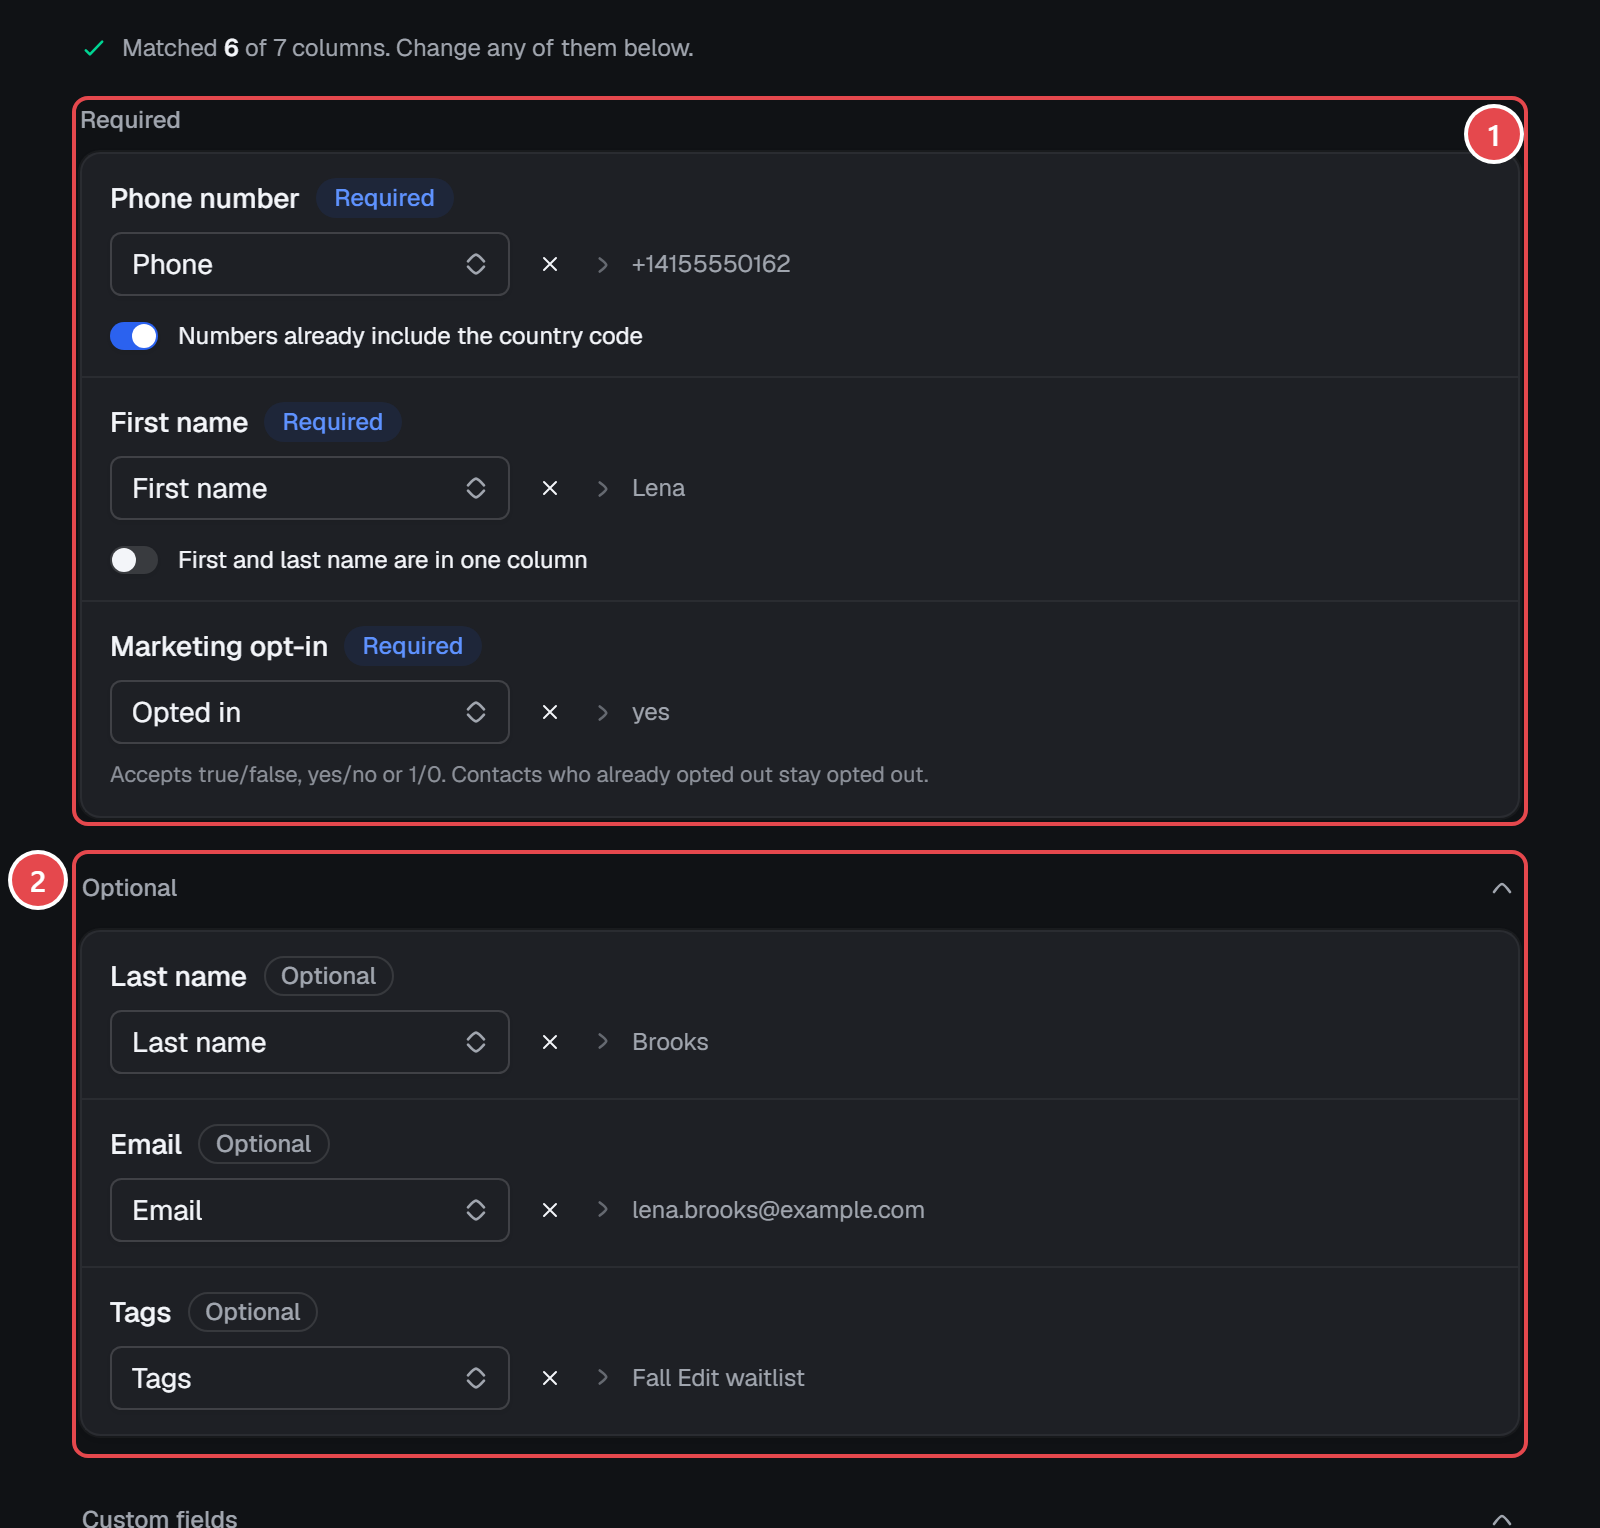 Matched 6 of 7 columns. Change any of them below.
Required
1
Phone number Required
Phone +14155550162
Numbers already include the country code
First name Required
First name Lena
First and last name are in one column
Marketing opt-in Required
Opted in yes
Accepts true/false, yes/no or 1/0. Contacts who already opted out stay opted out.
2
Optional
Last name Optional
Last name Brooks
Email Optional
Email lena.brooks@example.com
Tags Optional
Tags Fall Edit waitlist
Custom fields